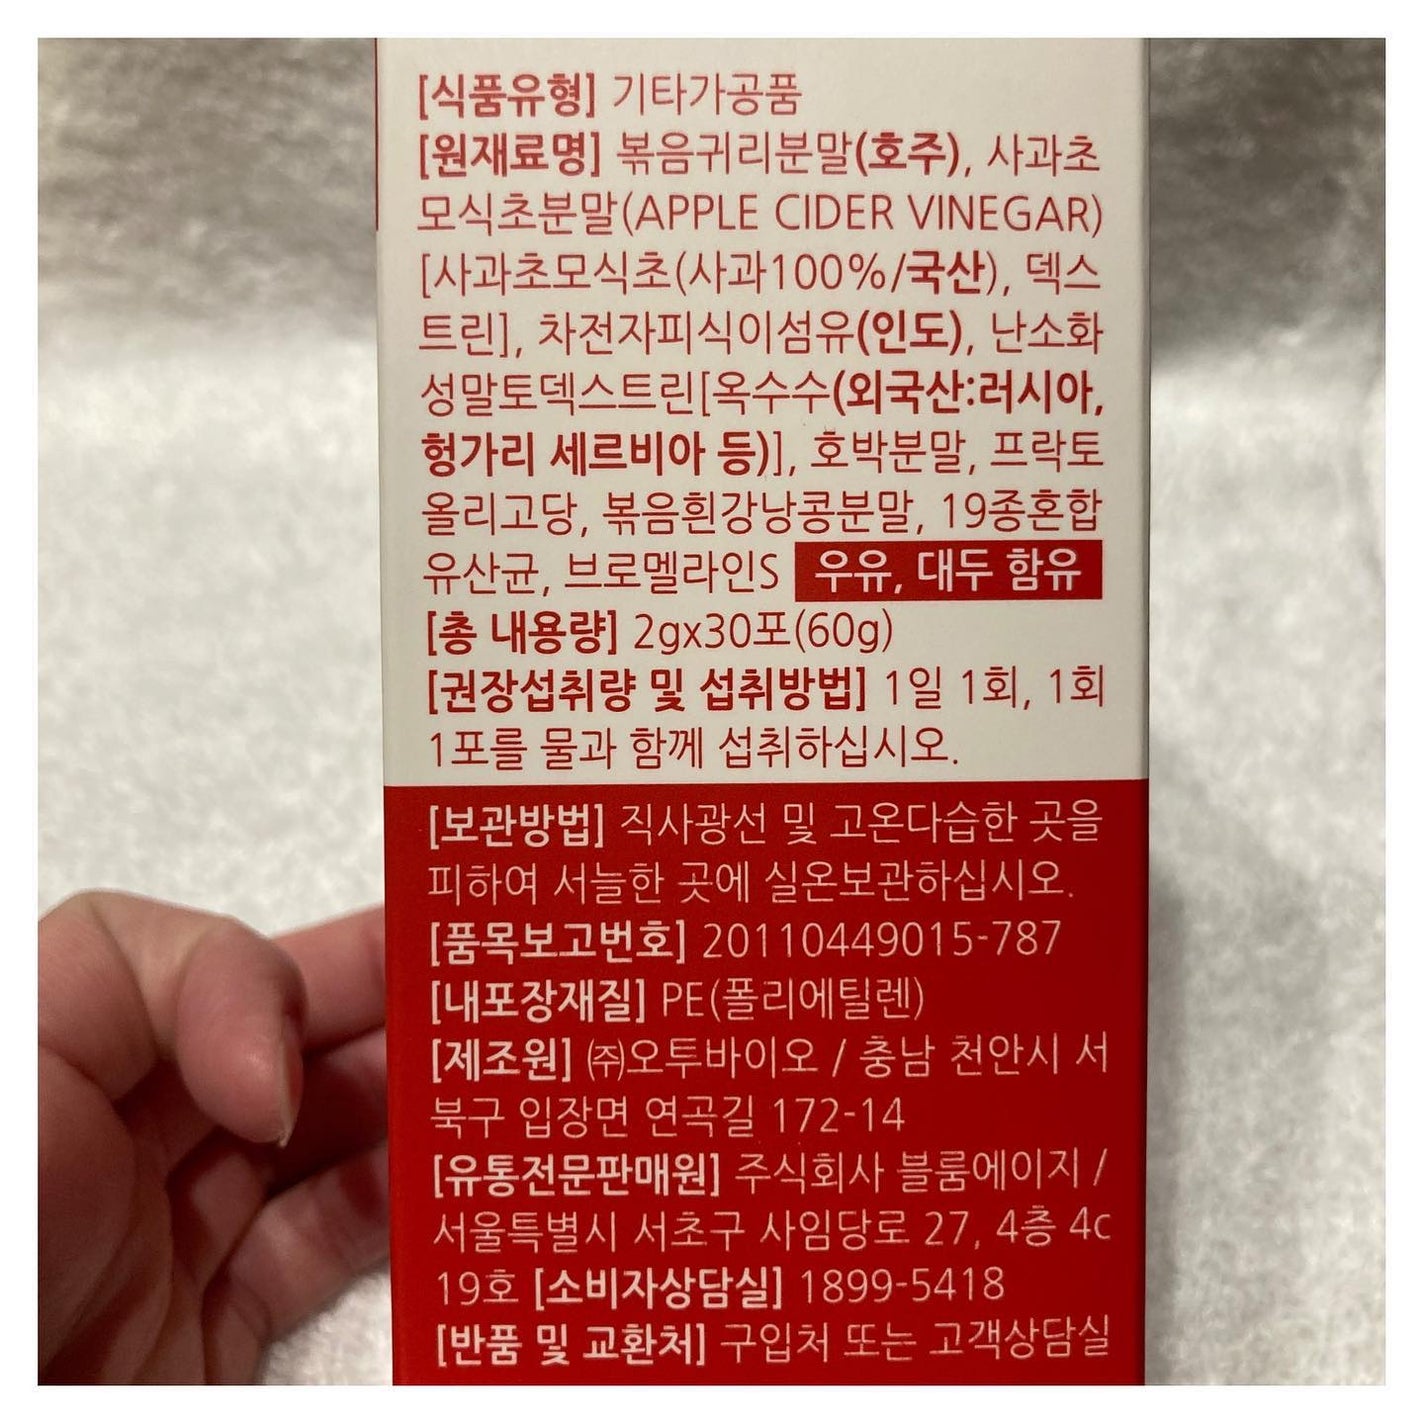 [식품유형] 기타가공품
[원재료명] 볶음귀리분말(호주), 사과초
모식초분말(APPLE CIDER VINEGAR)
[사과초모식초(사과100%/국산), 덱스
트린], 차전자피식이섬유(인도), 난소화
성말토덱스트린[옥수수(외국산:러시아,
헝가리 세르비아 등)], 호박분말, 프락토
올리고당, 볶음흰강낭콩분말, 19종혼합
유산균, 브로멜라인S 우유, 대두 함유
[총 내용량] 2gx30포(60g)
[권장섭취량 및 섭취방법] 1일 1회, 1회
1포를 물과 함께 섭취하십시오.
[보관방법] 직사광선 및 고온다습한 곳을
피하여 서늘한 곳에 실온보관하십시오.
[품목보고번호] 20110449015-787
[내포장재질] PE(폴리에틸렌)
[제조원] ㈜오투바이오 / 충남 천안시 서
북구 입장면 연곡길 172-14
[유통전문판매원] 주식회사 블룸에이지 /
서울특별시 서초구 사임당로 27, 4층 4c
19호 [소비자상담실] 1899-5418
[반품 및 교환처] 구입처 또는 고객상담실